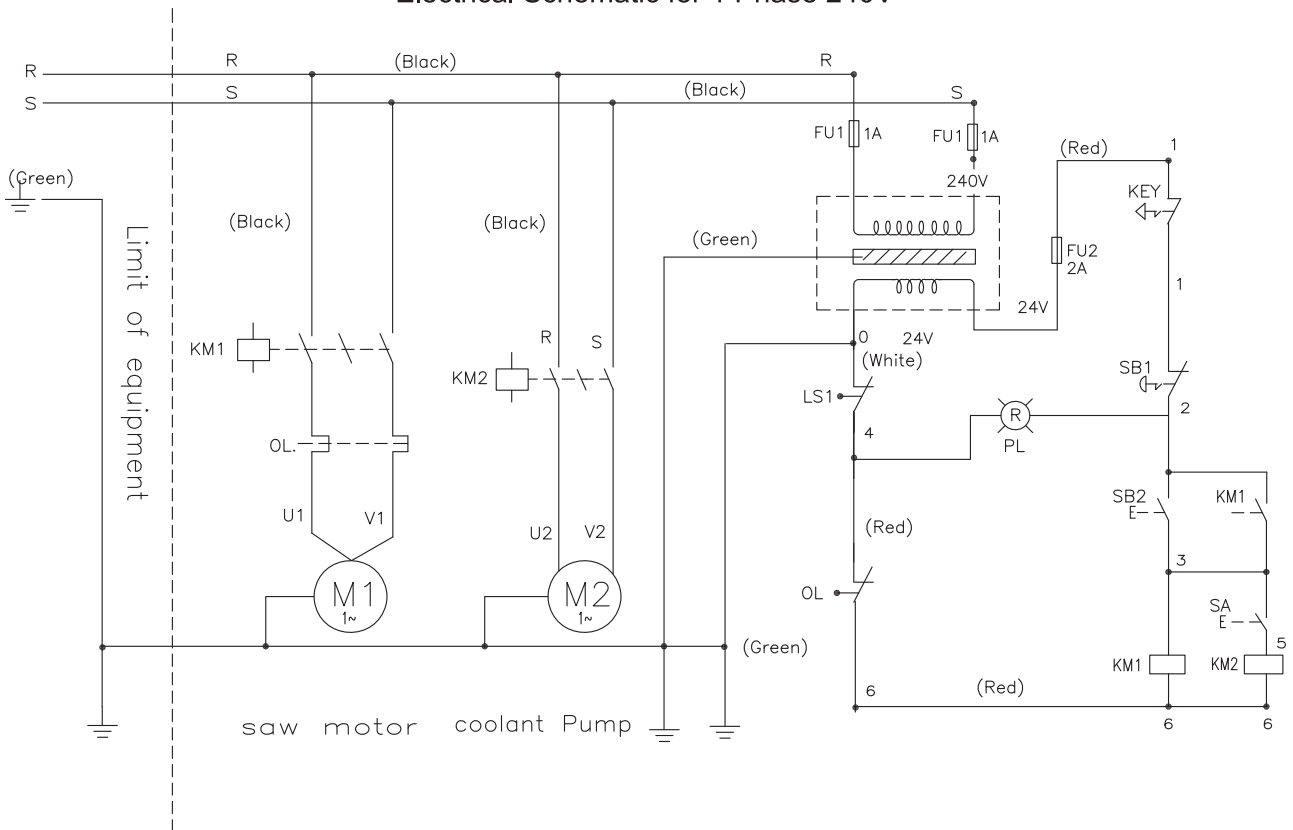 Electrical Schematic for 1 Phase 240V
R
(Black)
R
R
S
S
(Black)
S
FU1
1A
FU1
1A
(Red)
1
(Green)
240V
KEY
(Black)
(Black)
(Green)
FU2
2A
1
Limit of equipment
24V
KM1
R
S
0
24V
(White)
KM2
SB1
LS1
2
4
R
PL
OL.
SB2
E
KM1
U1
V1
U2
V2
(Red)
3
M1
1~
M2
1~
OL
SA
E
5
(Green)
KM1
KM2
6
(Red)
saw motor
coolant Pump
6
6